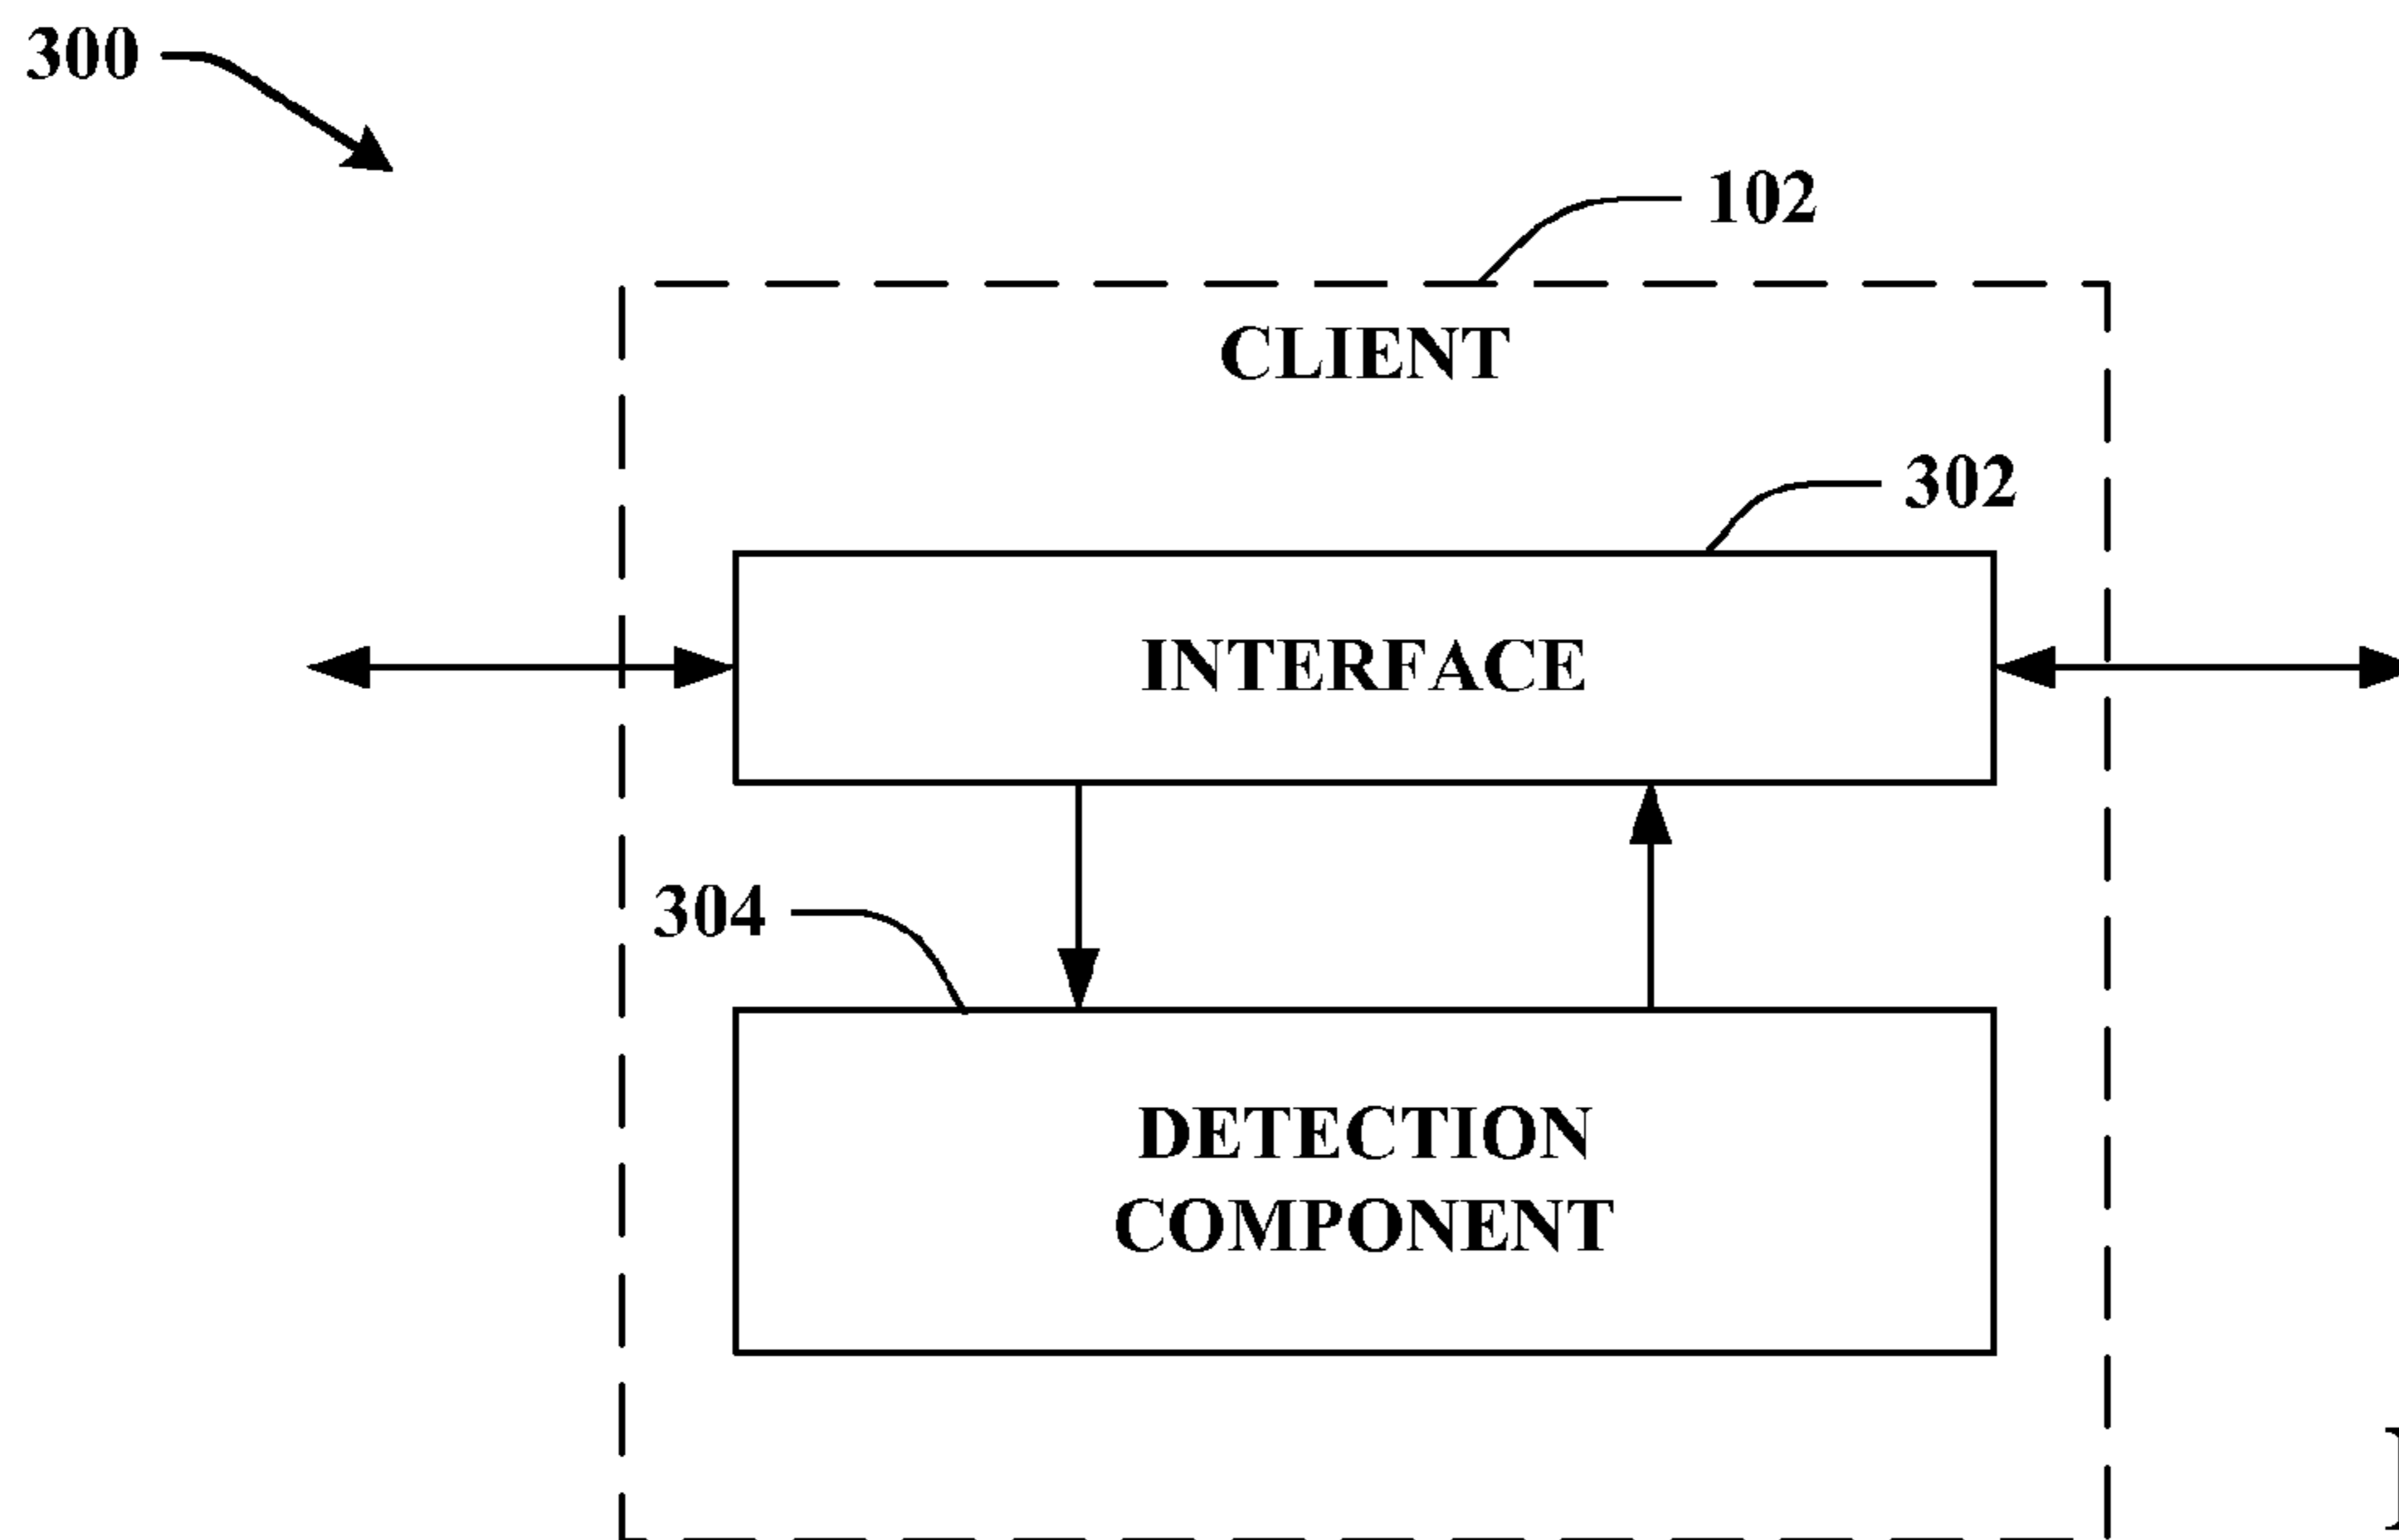 300
102
CLIENT
302
INTERFACE
304
DETECTION
COMPONENT